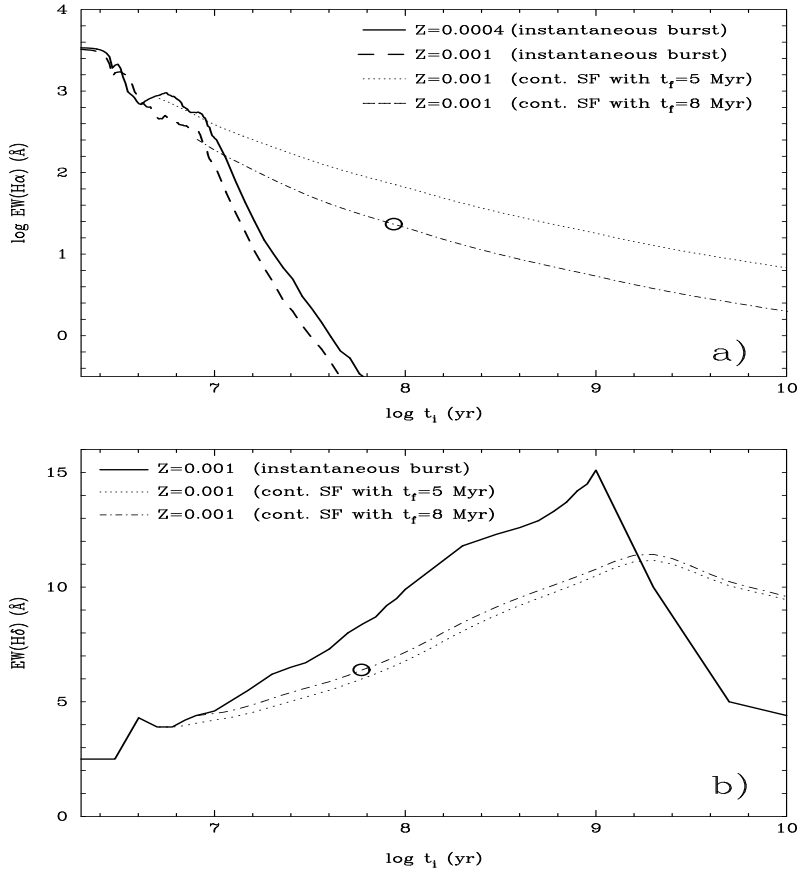 4
3
2
1
0
log EW(Hα) (Å)
Z=0.0004 (instantaneous burst)
Z=0.001 (instantaneous burst)
Z=0.001 (cont. SF with t_f=5 Myr)
Z=0.001 (cont. SF with t_f=8 Myr)
a)
7 8 9 10
log t_i (yr)
15
10
5
0
EW(Hδ) (Å)
Z=0.001 (instantaneous burst)
Z=0.001 (cont. SF with t_f=5 Myr)
Z=0.001 (cont. SF with t_f=8 Myr)
b)
7 8 9 10
log t_i (yr)